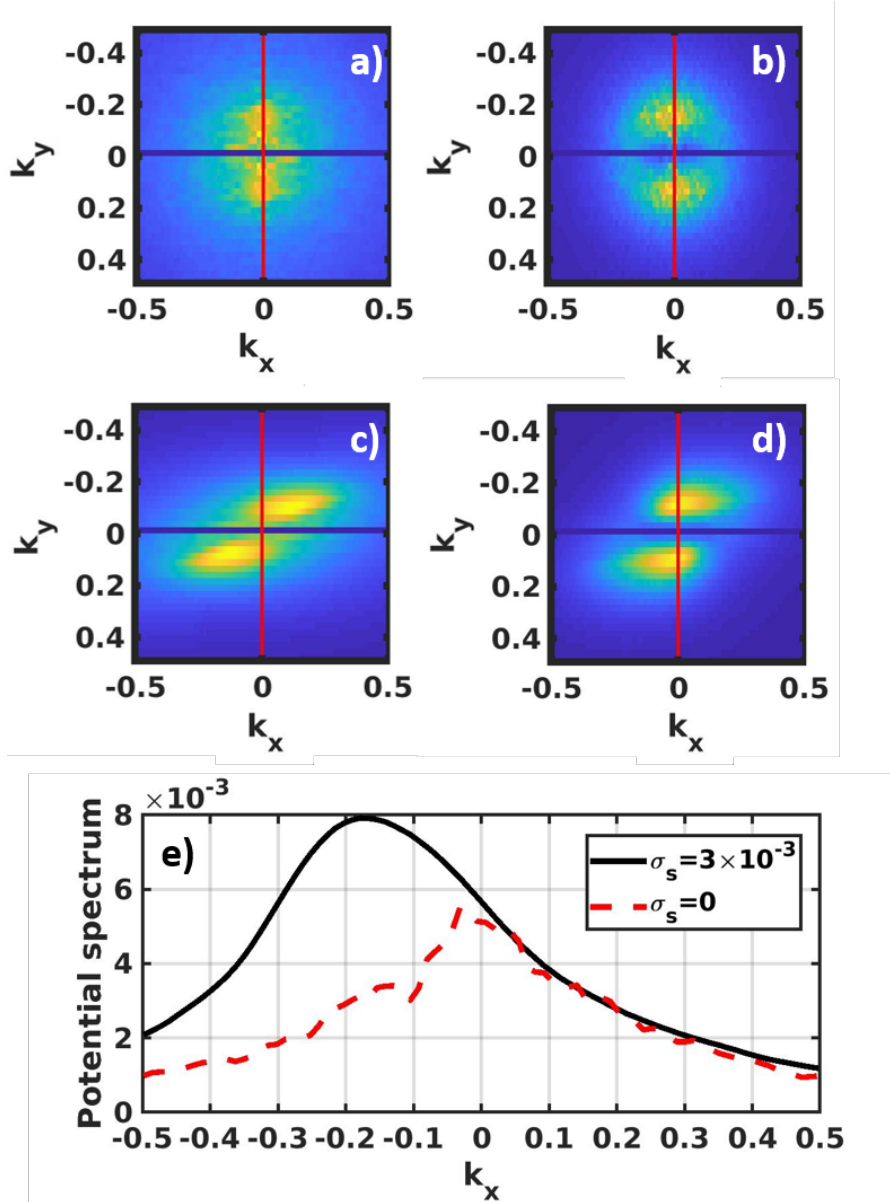 a)
-0.4
-0.2
0
0.2
0.4
k_y
-0.5 0 0.5
k_x
b)
-0.4
-0.2
0
0.2
0.4
k_y
-0.5 0 0.5
k_x
c)
-0.4
-0.2
0
0.2
0.4
k_y
-0.5 0 0.5
k_x
d)
-0.4
-0.2
0
0.2
0.4
k_y
-0.5 0 0.5
k_x
×10⁻³
e)
8
6
4
2
0
Potential spectrum
σ_s=3×10⁻³
σ_s=0
-0.5 -0.4 -0.3 -0.2 -0.1 0 0.1 0.2 0.3 0.4 0.5
k_x